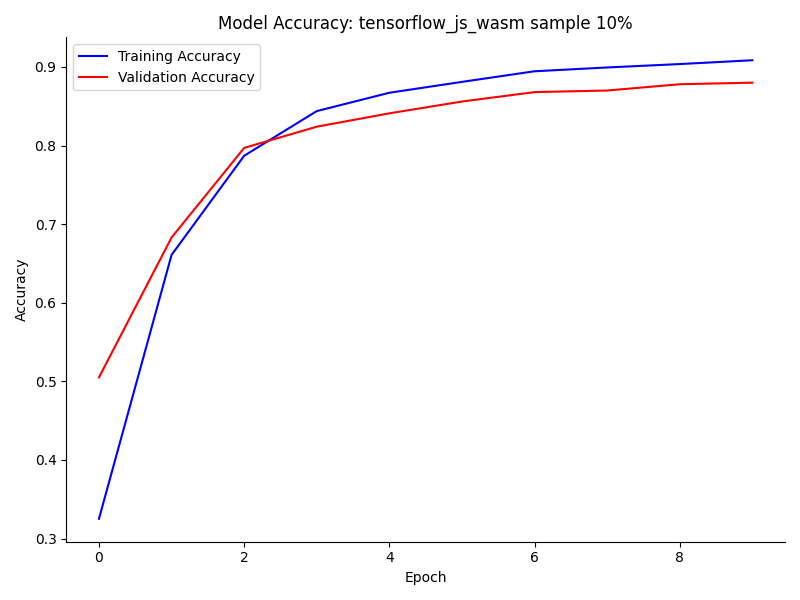 Model Accuracy: tensorflow_js_wasm sample 10%
Training Accuracy
Validation Accuracy
Accuracy
0.9
0.8
0.7
0.6
0.5
0.4
0.3
0 2 4 6 8
Epoch